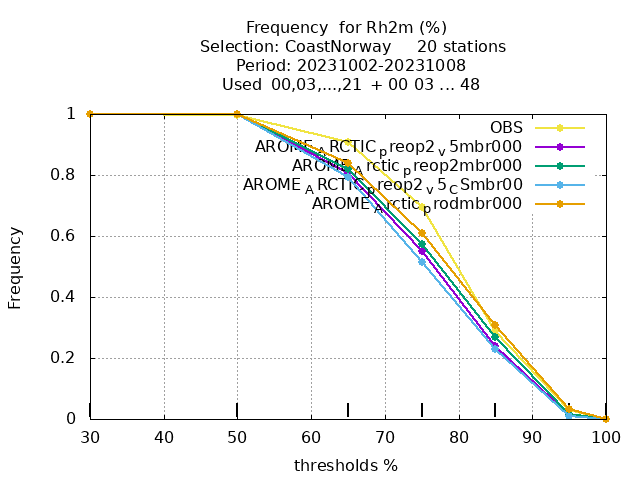 Frequency  for Rh2m (%)
Selection: CoastNorway     20 stations
Period: 20231002-20231008
Used  00,03,...,21  + 00 03 ... 48
OBS
AROME_ARCTIC_preop2_v5mbr000
AROME_Arctic_preop2mbr000
AROME_ARCTIC_preop2_v5_CSmbr00
AROME_Arctic_prodmbr000
Frequency
1
0.8
0.6
0.4
0.2
0
30 40 50 60 70 80 90 100
thresholds %